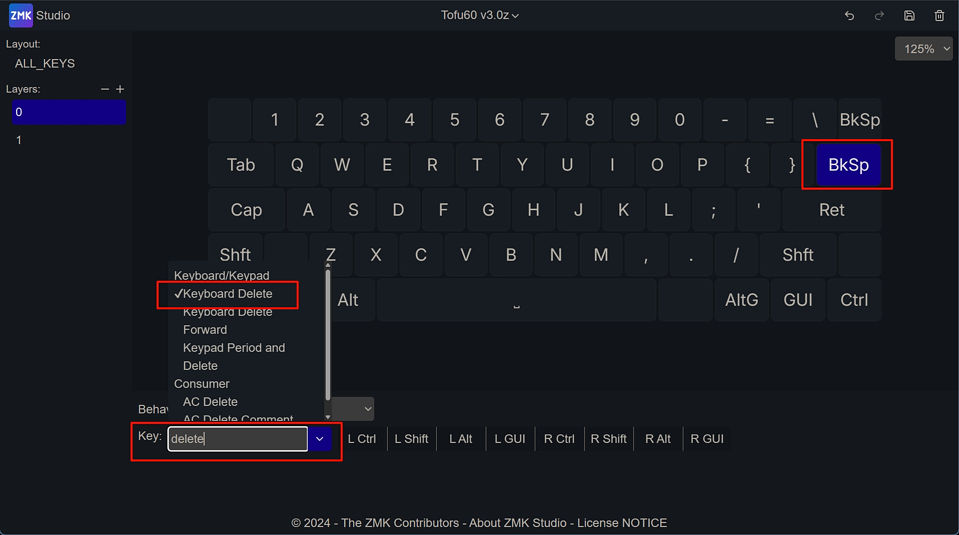 ZMK Studio
Tofu60 v3.0z
Layout:
ALL_KEYS
125%
Layers:
0
1
1 2 3 4 5 6 7 8 9 0 - = \ BkSp
Tab Q W E R T Y U I O P { } BkSp
Cap A S D F G H J K L ; ' Ret
Shft Z X C V B N M , . / Shft
Alt ⎵ AltG GUI Ctrl
Keyboard/Keypad
✓Keyboard Delete
Keyboard Delete
Forward
Keypad Period and
Delete
Consumer
AC Delete
AC Delete Comment
Behav
Key: delete L Ctrl L Shift L Alt L GUI R Ctrl R Shift R Alt R GUI
© 2024 - The ZMK Contributors - About ZMK Studio - License NOTICE